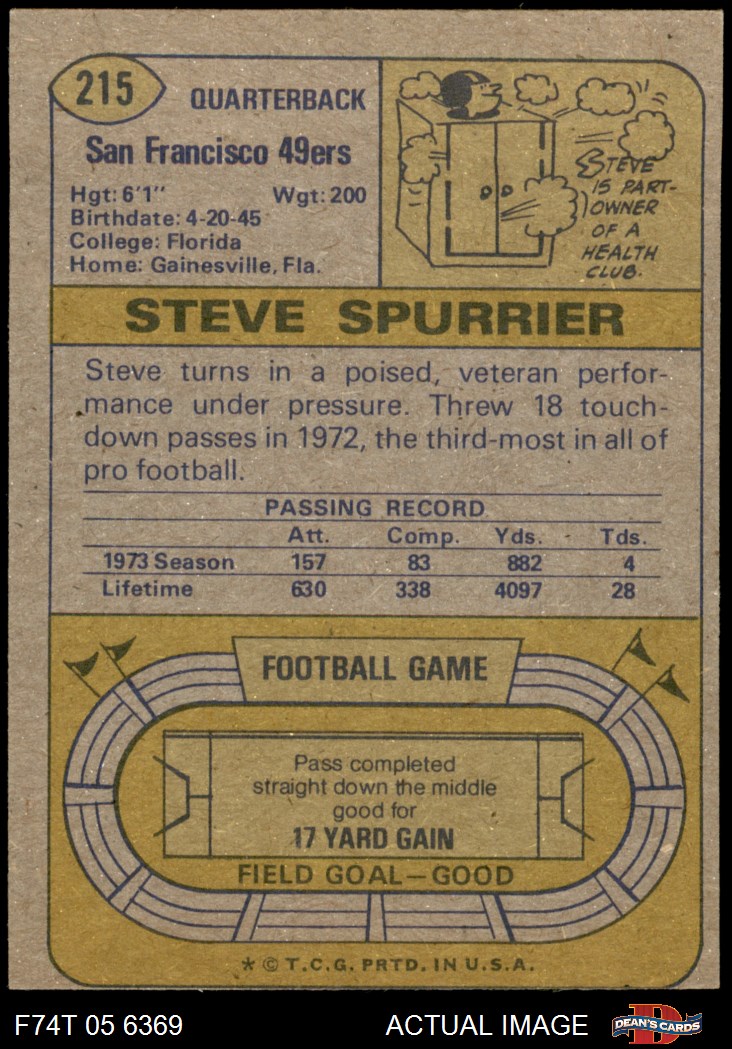 215
QUARTERBACK
San Francisco 49ers
Hgt: 6'1" Wgt: 200
Birthdate: 4-20-45
College: Florida
Home: Gainesville, Fla.
STEVE
IS PART-
OWNER
OF A
HEALTH
CLUB.
STEVE SPURRIER
Steve turns in a poised, veteran perfor-
mance under pressure. Threw 18 touch-
down passes in 1972, the third-most in all of
pro football.
PASSING RECORD
Att. Comp. Yds. Tds.
1973 Season 157 83 882 4
Lifetime 630 338 4097 28
FOOTBALL GAME
Pass completed
straight down the middle
good for
17 YARD GAIN
FIELD GOAL—GOOD
* © T.C.G. PRTD. IN U.S.A.
F74T 05 6369 ACTUAL IMAGE
D
DEAN'S CARDS